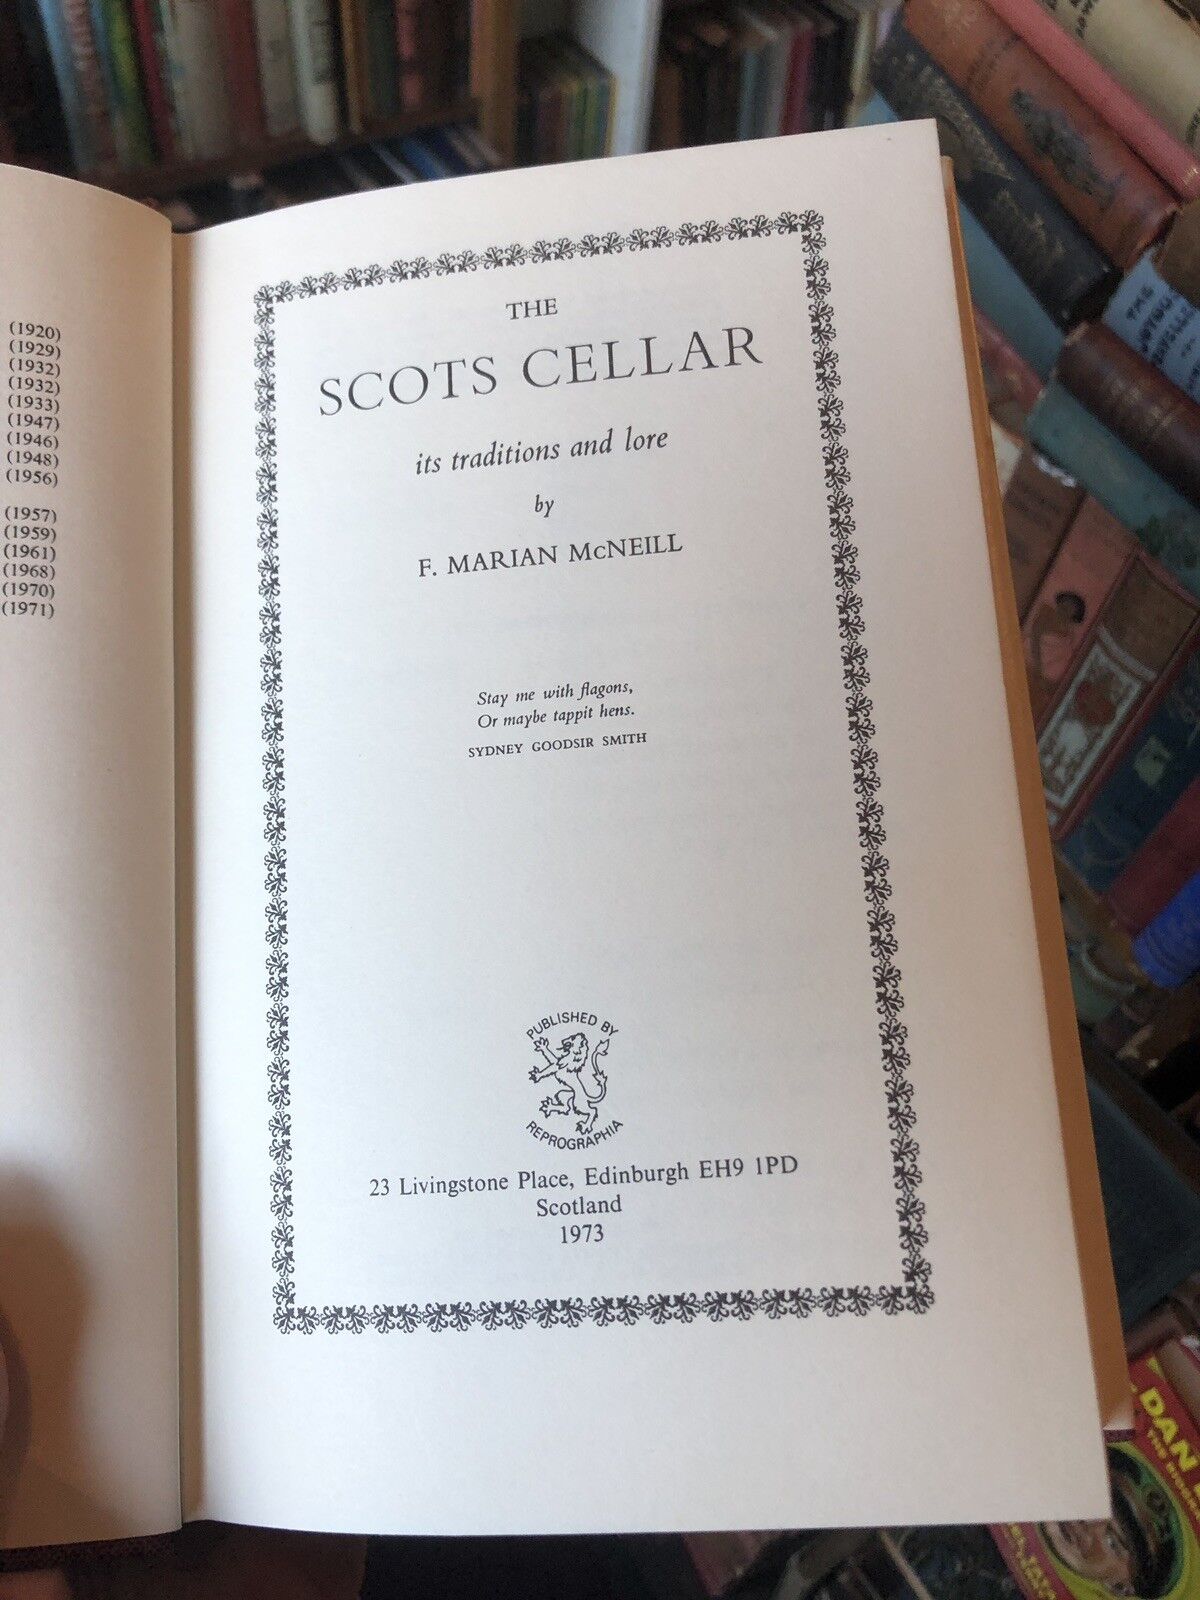 (1920)
(1929)
(1932)
(1932)
(1933)
(1947)
(1946)
(1948)
(1956)
(1957)
(1959)
(1961)
(1968)
(1970)
(1971)
THE
SCOTS CELLAR
its traditions and lore
by
F. MARIAN McNEILL
Stay me with flagons,
Or maybe tappit hens.
SYDNEY GOODSIR SMITH
PUBLISHED BY
REPROGRAPHIA
23 Livingstone Place, Edinburgh EH9 1PD
Scotland
1973
THE
DAN